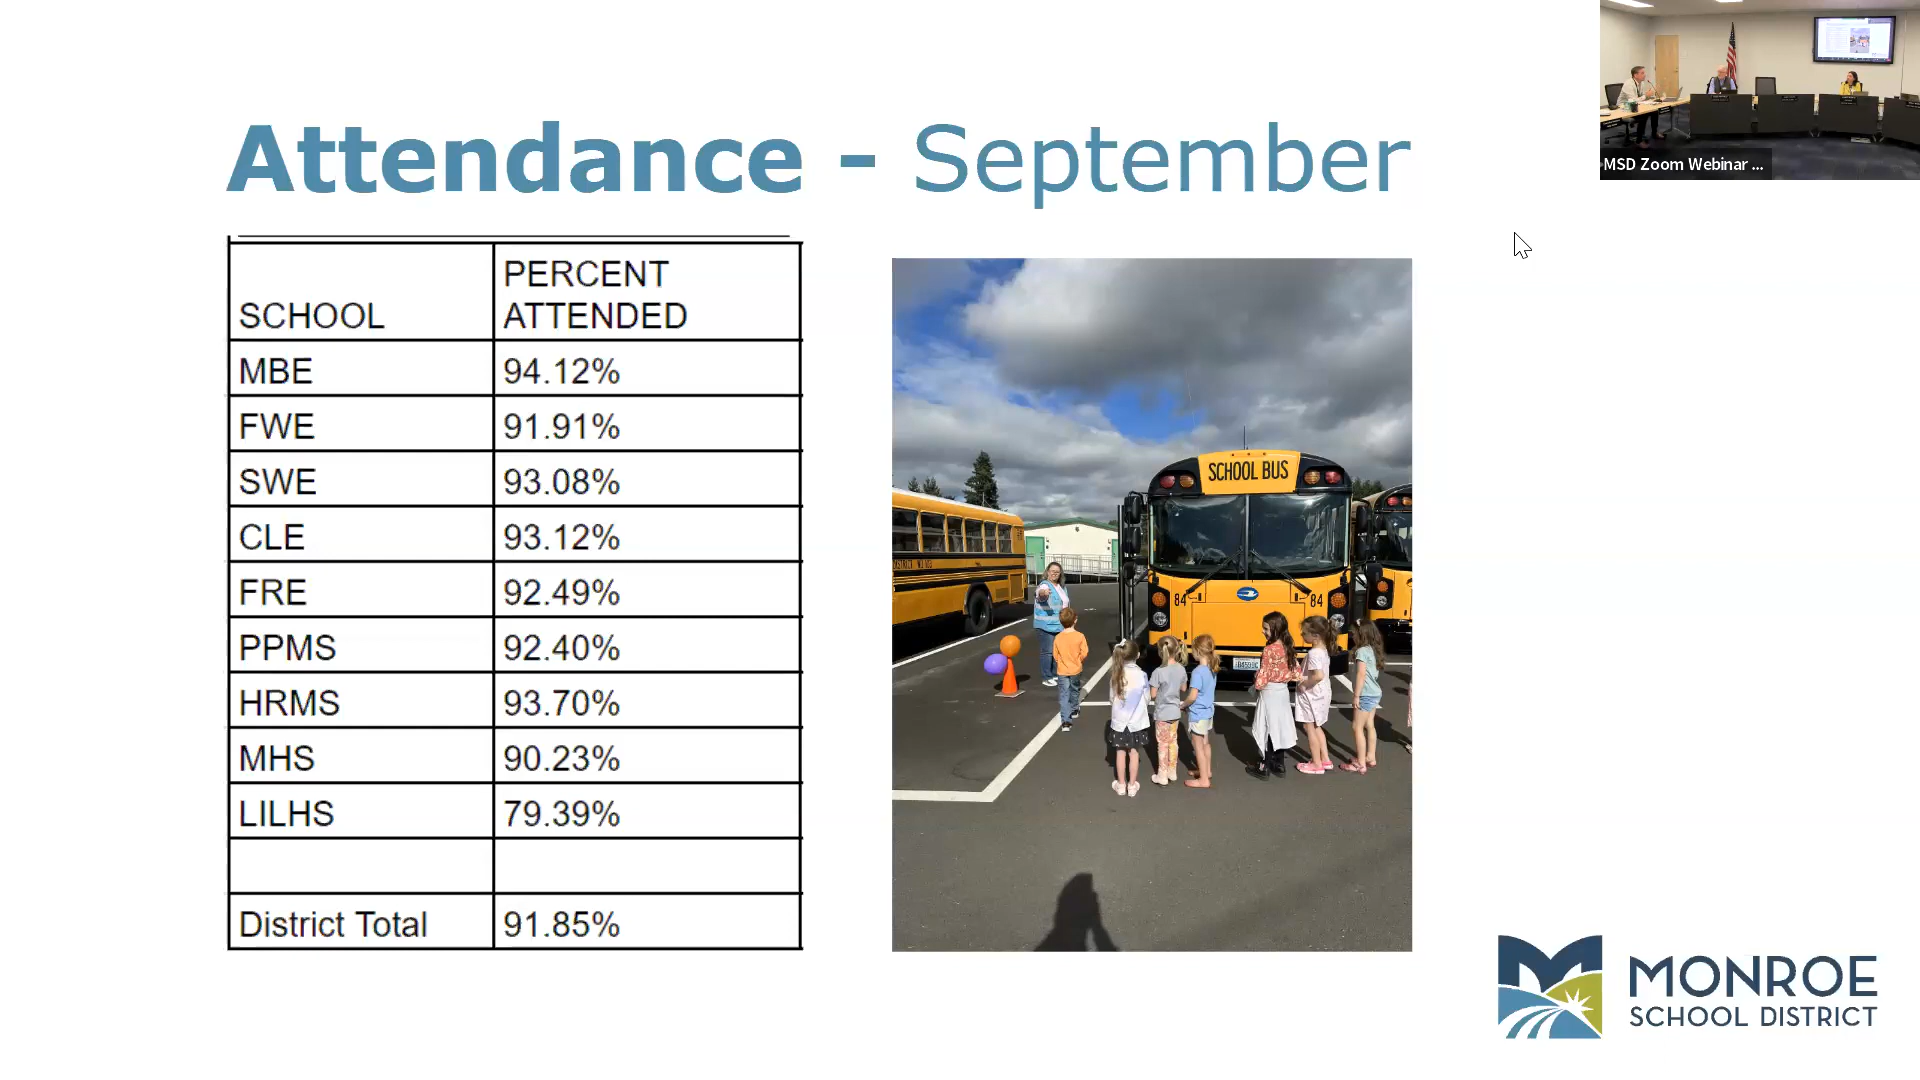 Attendance - September
MSD Zoom Webinar ...
SCHOOL
PERCENT
ATTENDED
MBE
94.12%
FWE
91.91%
SWE
93.08%
CLE
93.12%
FRE
92.49%
PPMS
92.40%
HRMS
93.70%
MHS
90.23%
LILHS
79.39%
District Total
91.85%
SCHOOL BUS
84
84
MONROE
SCHOOL DISTRICT